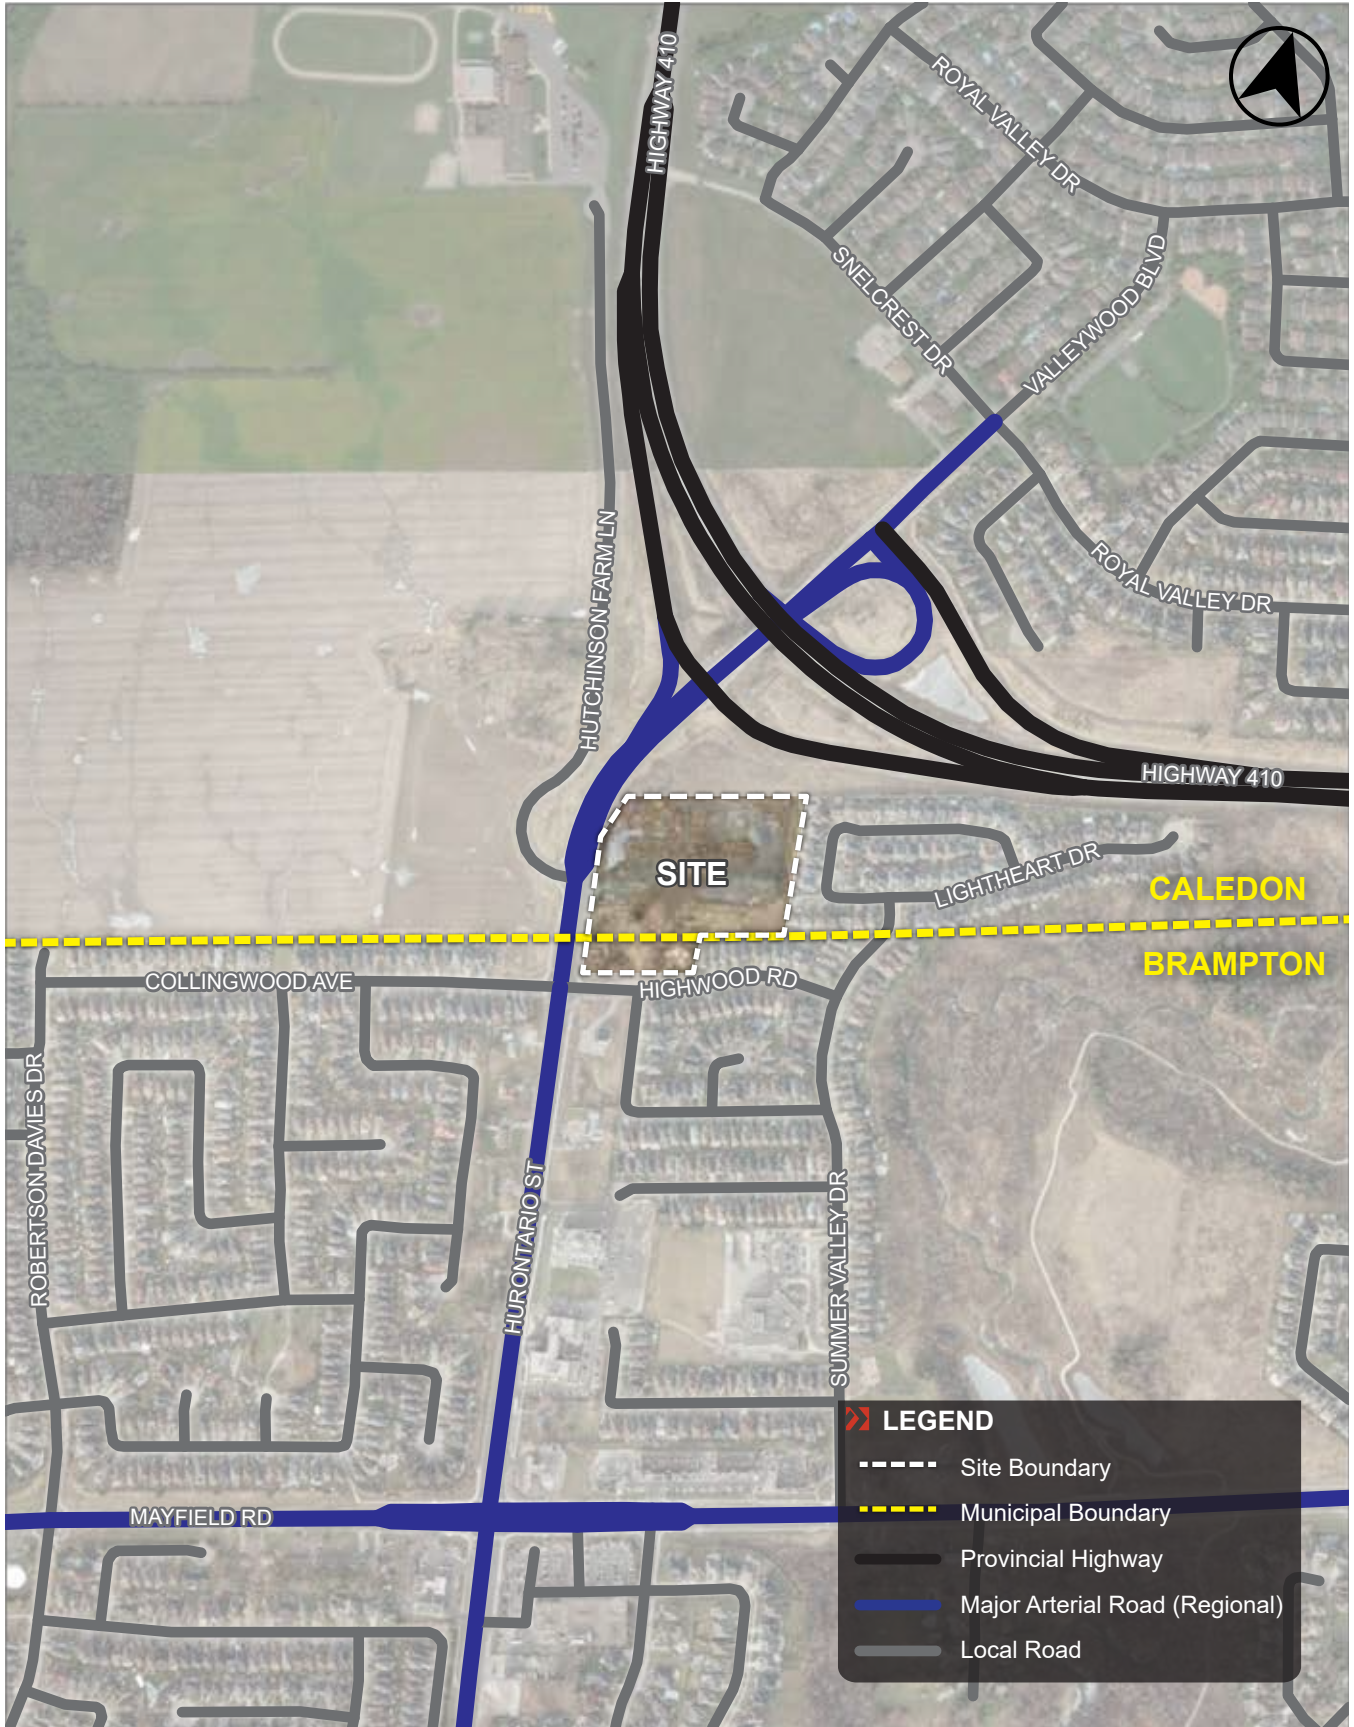 HIGHWAY 410
ROYAL VALLEY DR
SNELCREST DR
VALLEYWOOD BLVD
HUTCHINSON FARM LN
ROYAL VALLEY DR
HIGHWAY 410
SITE
LIGHTHEART DR
CALEDON
BRAMPTON
COLLINGWOOD AVE
HIGHWOOD RD
ROBERTSON DAVIES DR
HURONTARIO ST
SUMMER VALLEY DR
MAYFIELD RD
LEGEND
Site Boundary
Municipal Boundary
Provincial Highway
Major Arterial Road (Regional)
Local Road